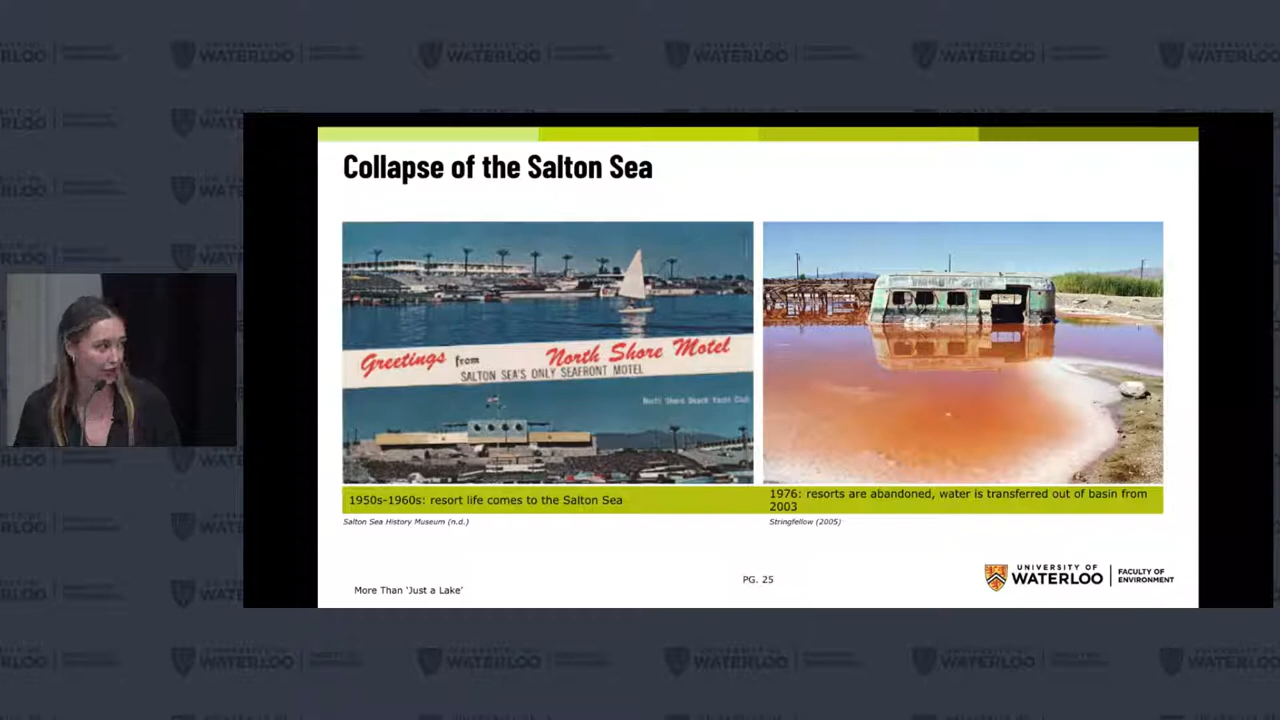 Collapse of the Salton Sea
Greetings from North Shore Motel
SALTON SEA'S ONLY SEAFRONT MOTEL
North Shore Beach Yacht Club
1950s-1960s: resort life comes to the Salton Sea
1976: resorts are abandoned, water is transferred out of basin from
2003
Salton Sea History Museum (n.d.)
Stringfellow (2005)
More Than 'Just a Lake'
PG. 25
UNIVERSITY OF
WATERLOO
FACULTY OF
ENVIRONMENT